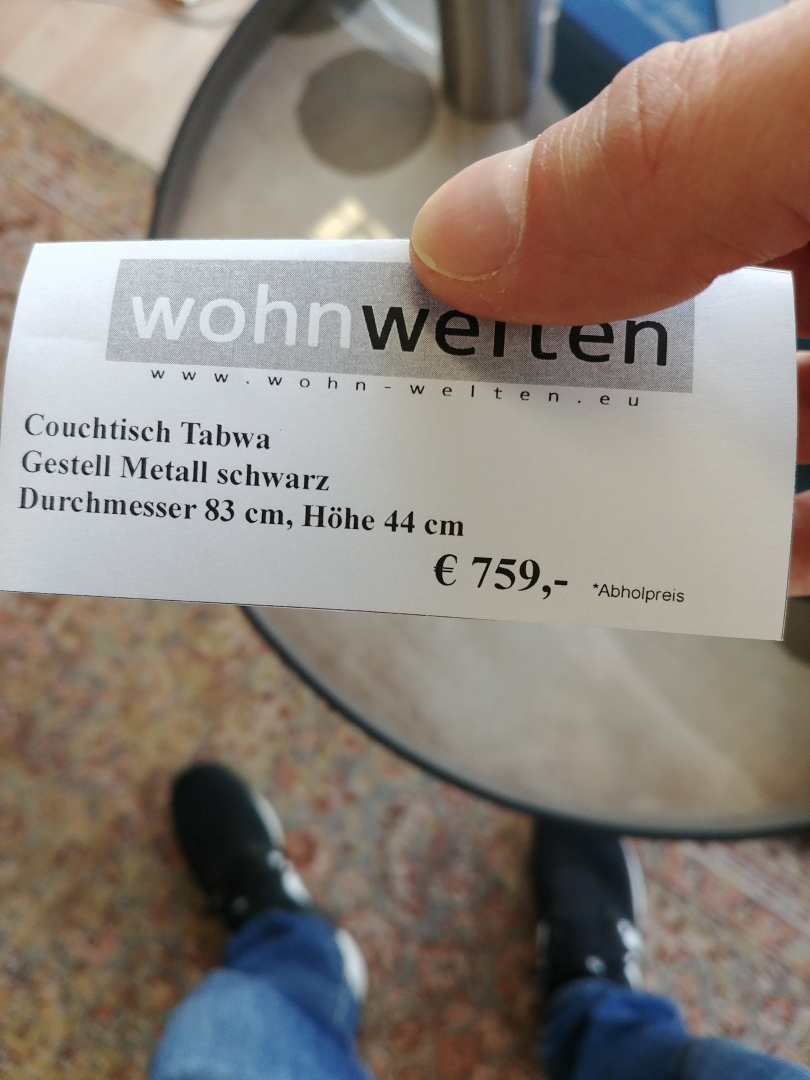 wohnwelten
www.wohn-welten.eu
Couchtisch Tabwa
Gestell Metall schwarz
Durchmesser 83 cm, Höhe 44 cm
€ 759,- *Abholpreis